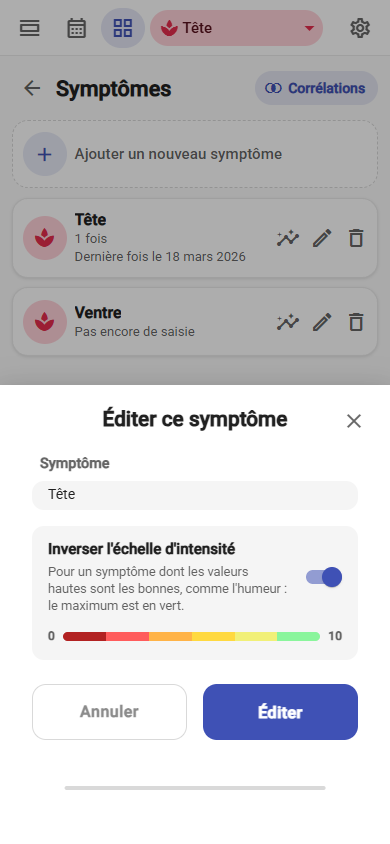 Tête
Symptômes
Corrélations
Ajouter un nouveau symptôme
Tête
1 fois
Dernière fois le 18 mars 2026
Ventre
Pas encore de saisie
Éditer ce symptôme
Symptôme
Tête
Inverser l'échelle d'intensité
Pour un symptôme dont les valeurs
hautes sont les bonnes, comme l'humeur :
le maximum est en vert.
0
10
Annuler
Éditer